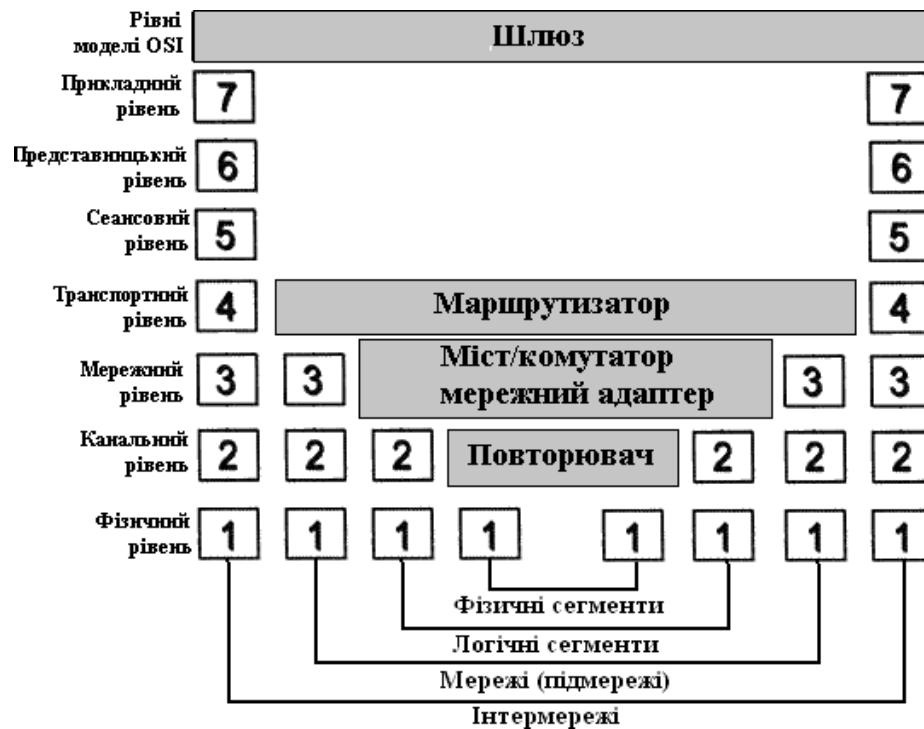 Рівні
моделі OSI
Шлюз
Прикладний
рівень
7
7
Представницький
рівень
6
6
Сеансовий
рівень
5
5
Транспортний
рівень
4
Маршрутизатор
4
Мережний
рівень
3
3
Міст/комутатор
мережний адаптер
3
3
Канальний
рівень
2
2
2
Повторювач
2
2
2
Фізичний
рівень
1
1
1
1
1
1
1
1
Фізичні сегменти
Логічні сегменти
Мережі (підмережі)
Інтермережі